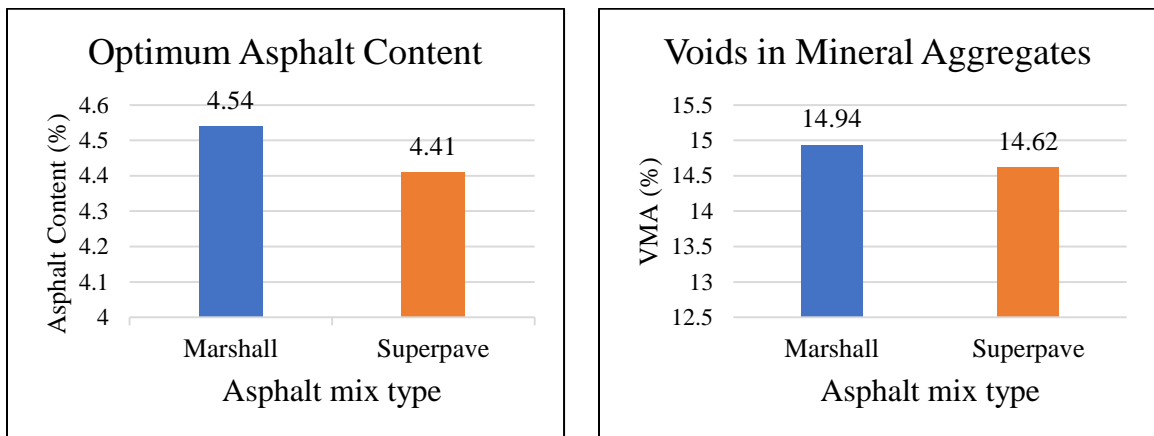 Optimum Asphalt Content
Asphalt Content (%)
4.6
4.5
4.4
4.3
4.2
4.1
4
4.54
4.41
Marshall
Superpave
Asphalt mix type
Voids in Mineral Aggregates
VMA (%)
15.5
15
14.5
14
13.5
13
12.5
14.94
14.62
Marshall
Superpave
Asphalt mix type